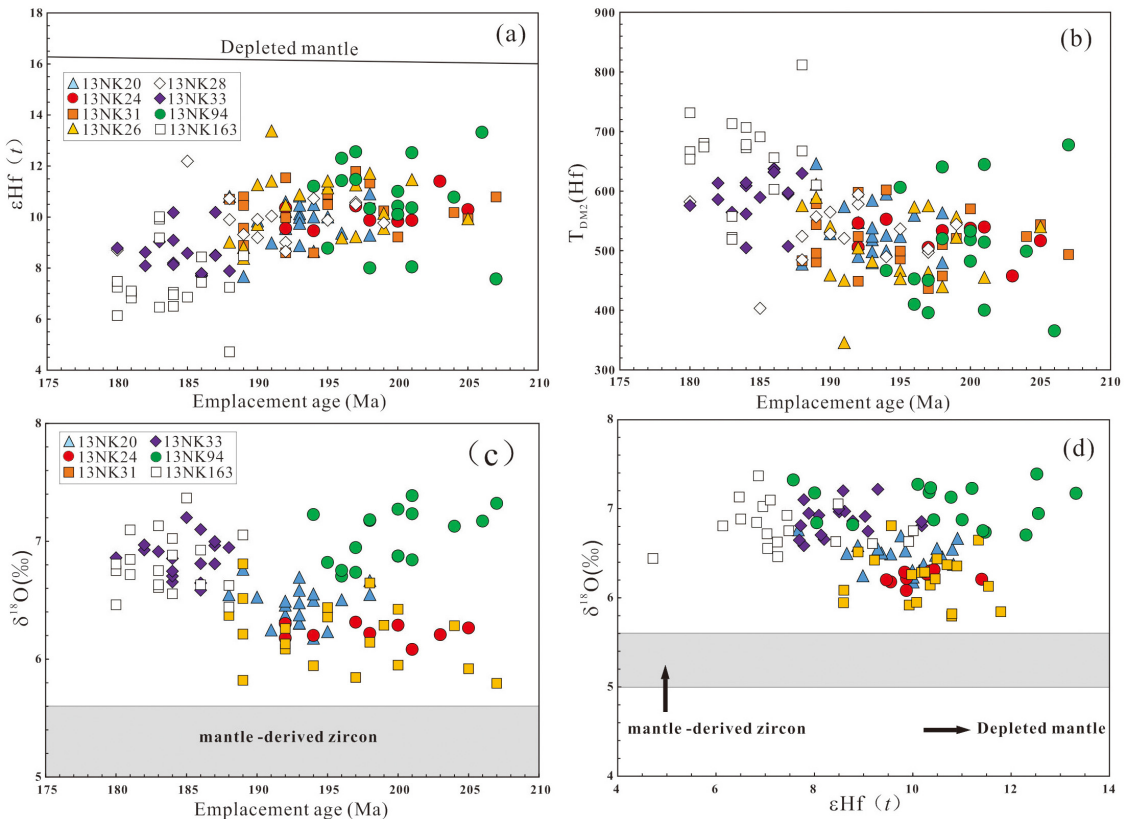 (a)
Depleted mantle
13NK20
13NK28
13NK24
13NK33
13NK31
13NK94
13NK26
13NK163
18
16
14
12
10
8
6
4
εHf (t)
175
180
185
190
195
200
205
210
Emplacement age (Ma)
(b)
900
800
700
600
500
400
300
TDM2(Hf)
175
180
185
190
195
200
205
210
Emplacement age (Ma)
(c)
13NK20
13NK33
13NK24
13NK94
13NK31
13NK163
8
7
6
5
δ18O(‰)
mantle -derived zircon
175
180
185
190
195
200
205
210
Emplacement age (Ma)
(d)
8
7
6
5
4
δ18O(‰)
mantle -derived zircon
Depleted mantle
4
6
8
10
12
14
εHf (t)